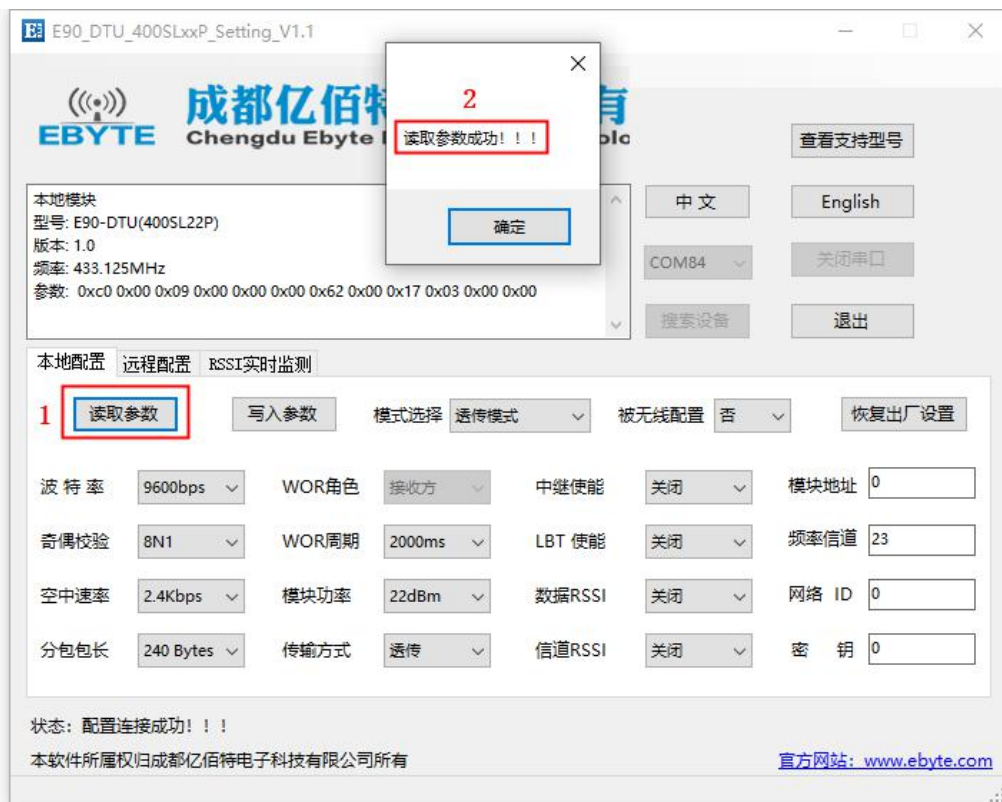 E90_DTU_400SLxxP_Setting_V1.1
EBYTE
成都亿佰特
有
Chengdu Ebyte
2
读取参数成功！！！
确定
查看支持型号
本地模块
型号: E90-DTU(400SL22P)
版本: 1.0
频率: 433.125MHz
参数: 0xc0 0x00 0x09 0x00 0x00 0x00 0x62 0x00 0x17 0x03 0x00 0x00
中 文
English
COM84
关闭串口
搜索设备
退出
本地配置 远程配置 RSSI实时监测
1 读取参数 写入参数 模式选择 透传模式 被无线配置 否 恢复出厂设置
波 特 率 9600bps WOR角色 接收方 中继使能 关闭 模块地址 0
奇偶校验 8N1 WOR周期 2000ms LBT 使能 关闭 频率信道 23
空中速率 2.4Kbps 模块功率 22dBm 数据RSSI 关闭 网络 ID 0
分包包长 240 Bytes 传输方式 透传 信道RSSI 关闭 密 钥 0
状态：配置连接成功！！！
本软件所属权归成都亿佰特电子科技有限公司所有 官方网站：www.ebyte.com